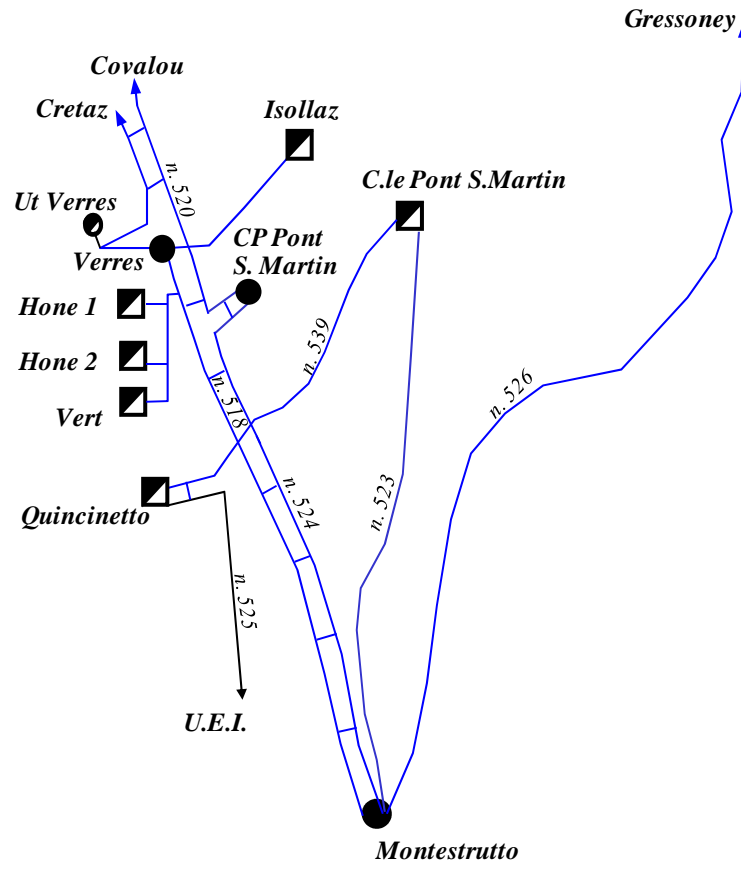 Gressoney
Covalou
Cretaz
Isollaz
n. 520
C.le Pont S.Martin
Ut Verres
Verres
CP Pont
S. Martin
Hone 1
n. 539
Hone 2
n. 526
n. 518
Vert
n. 524
n. 523
Quincinetto
n. 525
U.E.I.
Montestrutto